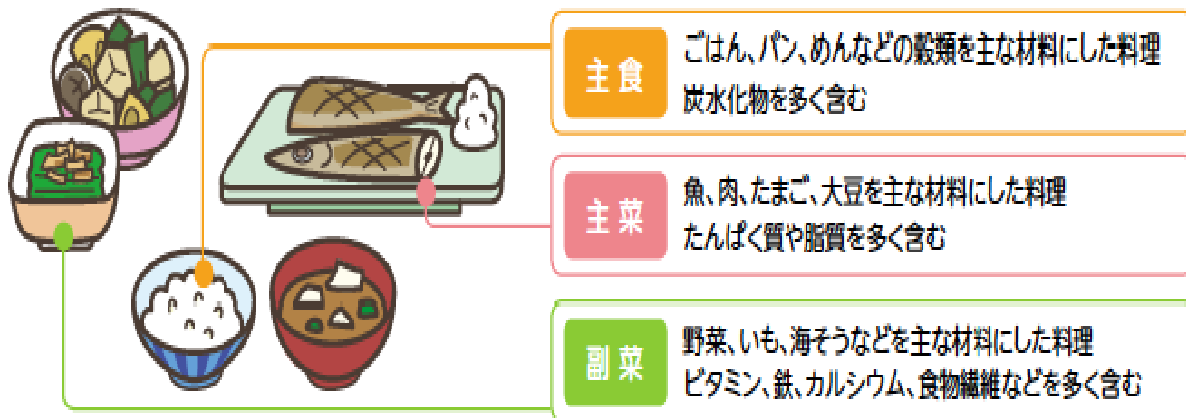 主食
ごはん、パン、めんなどの穀類を主な材料にした料理
炭水化物を多く含む
主菜
魚、肉、たまご、大豆を主な材料にした料理
たんぱく質や脂質を多く含む
副菜
野菜、いも、海そうなどを主な材料にした料理
ビタミン、鉄、カルシウム、食物繊維などを多く含む